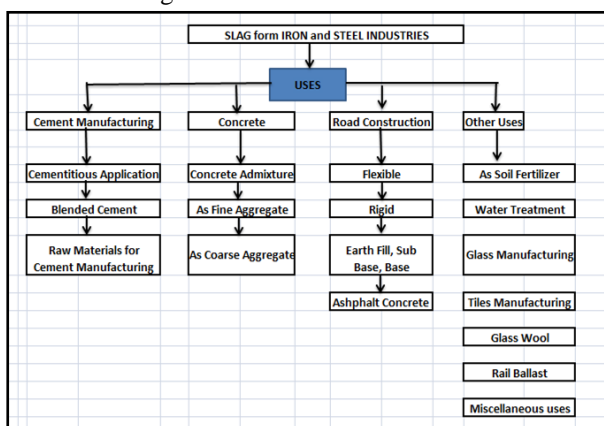 SLAG form IRON and STEEL INDUSTRIES
USES
Cement Manufacturing
Concrete
Road Construction
Other Uses
Cementitious Application
Concrete Admixture
Flexible
As Soil Fertilizer
Blended Cement
As Fine Aggregate
Rigid
Water Treatment
Raw Materials for
Cement Manufacturing
As Coarse Aggregate
Earth Fill, Sub
Base, Base
Glass Manufacturing
Ashphalt Concrete
Tiles Manufacturing
Glass Wool
Rail Ballast
Miscellaneous uses